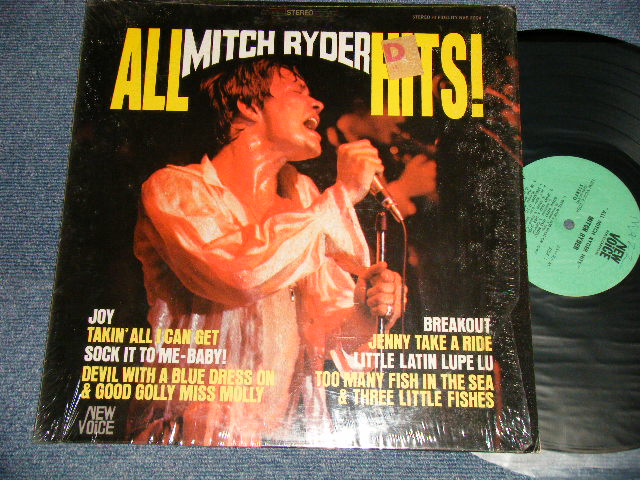 STEREO
ALL MITCH RYDER HITS!
D
JOY
TAKIN' ALL I CAN GET
SOCK IT TO ME-BABY!
DEVIL WITH A BLUE DRESS ON
& GOOD GOLLY MISS MOLLY
BREAKOUT
JENNY TAKE A RIDE
LITTLE LATIN LUPE LU
TOO MANY FISH IN THE SEA
& THREE LITTLE FISHES
NEW
VOICE
NEW
VOICE
MITCH RYDER